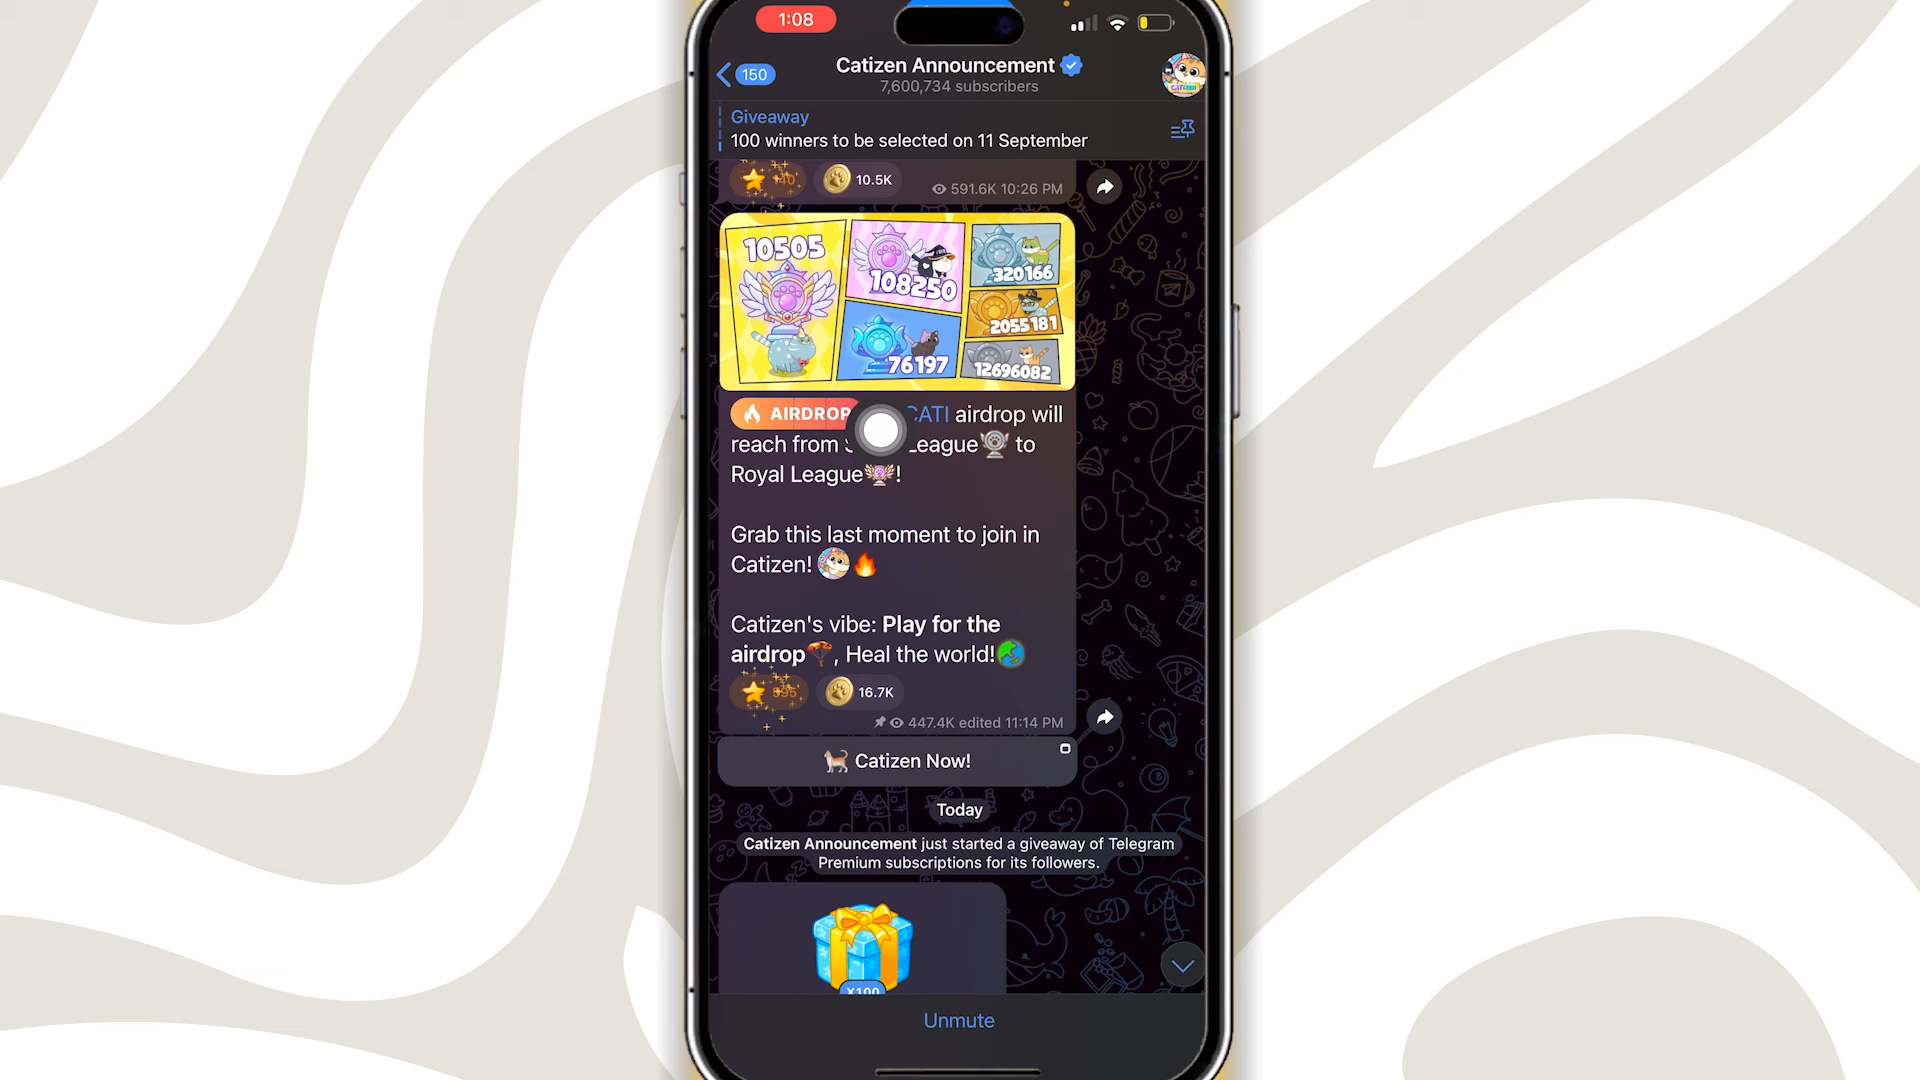 1:08
150
Catizen Announcement
7,600,734 subscribers
Giveaway
100 winners to be selected on 11 September
10.5K
591.6K 10:26 PM
10505
108250
320166
2055181
76197
12696082
AIRDROP CATI airdrop will
reach from League to
Royal League!
Grab this last moment to join in
Catizen!
Catizen's vibe: Play for the
airdrop, Heal the world!
16.7K
447.4K edited 11:14 PM
Catizen Now!
Today
Catizen Announcement just started a giveaway of Telegram
Premium subscriptions for its followers.
X100
Unmute